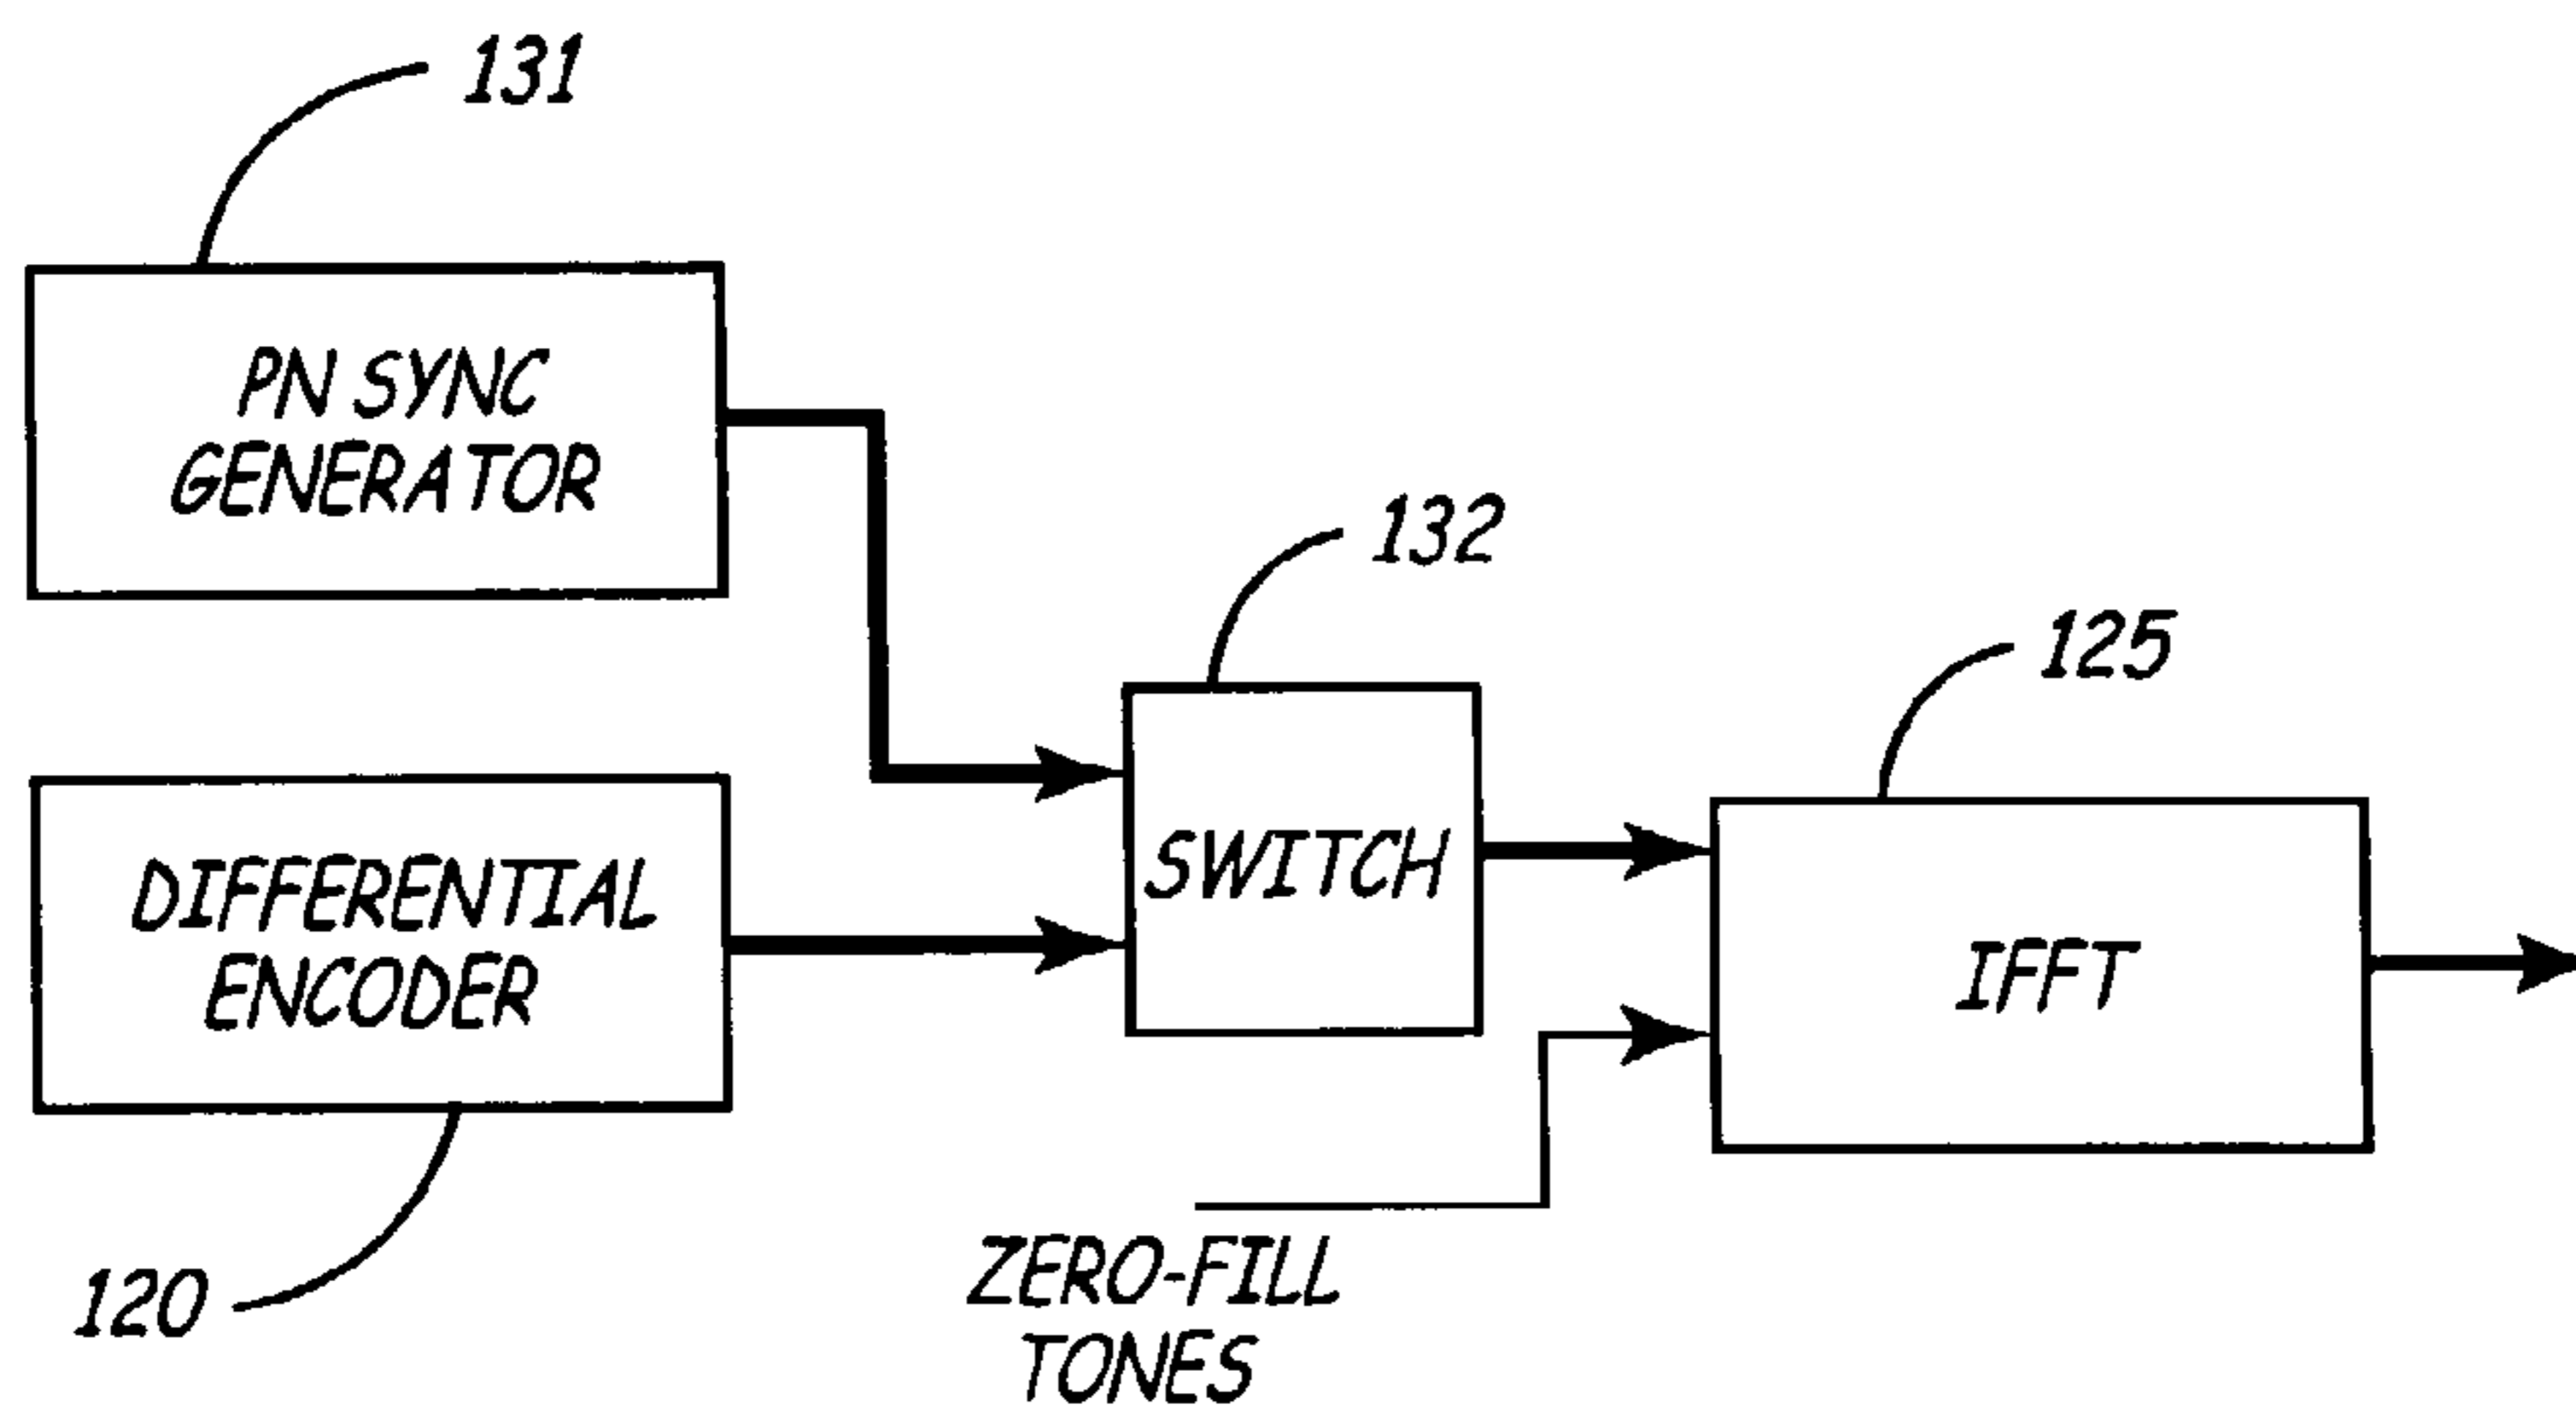 131
PN SYNC
GENERATOR
132
125
SWITCH
DIFFERENTIAL
ENCODER
IFFT
120
ZERO-FILL
TONES